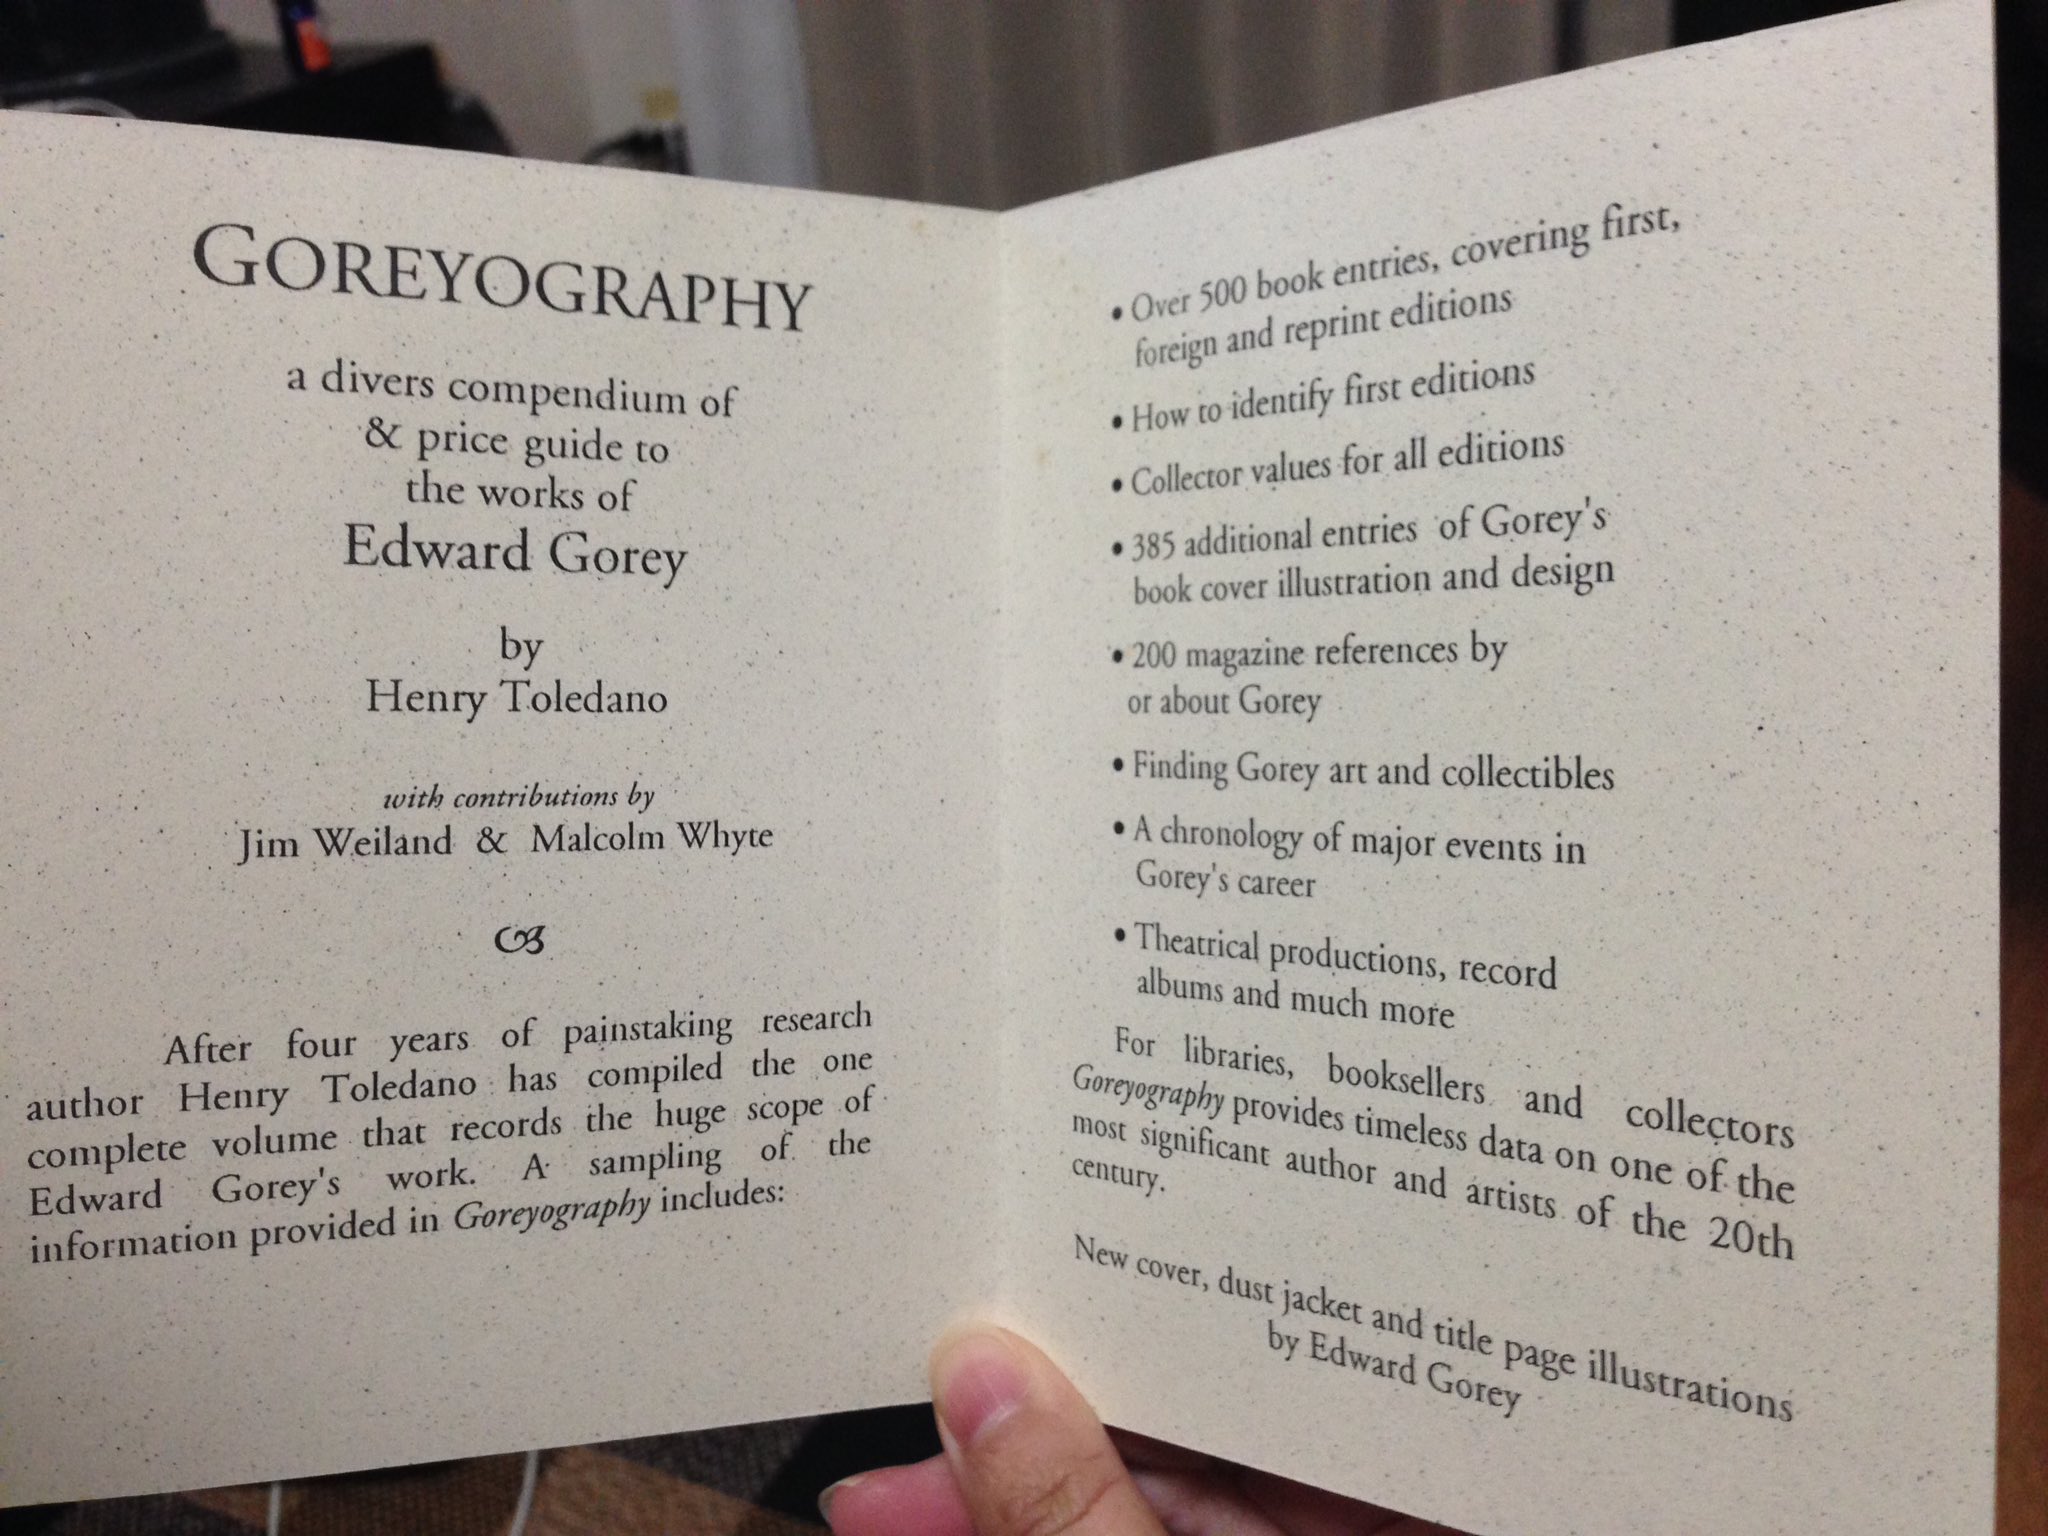 GOREYOGRAPHY
a divers compendium of
& price guide to
the works of
Edward Gorey
by
Henry Toledano
with contributions by
Jim Weiland & Malcolm Whyte
After four years of painstaking research
author Henry Toledano has compiled the one
complete volume that records the huge scope of
Edward Gorey's work. A sampling of the
information provided in Goreyography includes:
• Over 500 book entries, covering first,
foreign and reprint editions
• How to identify first editions
• Collector values for all editions
• 385 additional entries of Gorey's
book cover illustration and design
• 200 magazine references by
or about Gorey
• Finding Gorey art and collectibles
• A chronology of major events in
Gorey's career
• Theatrical productions, record
albums and much more
For libraries, booksellers and collectors
Goreyography provides timeless data on one of the
most significant author and artists of the 20th
century.
New cover, dust jacket and title page illustrations
by Edward Gorey